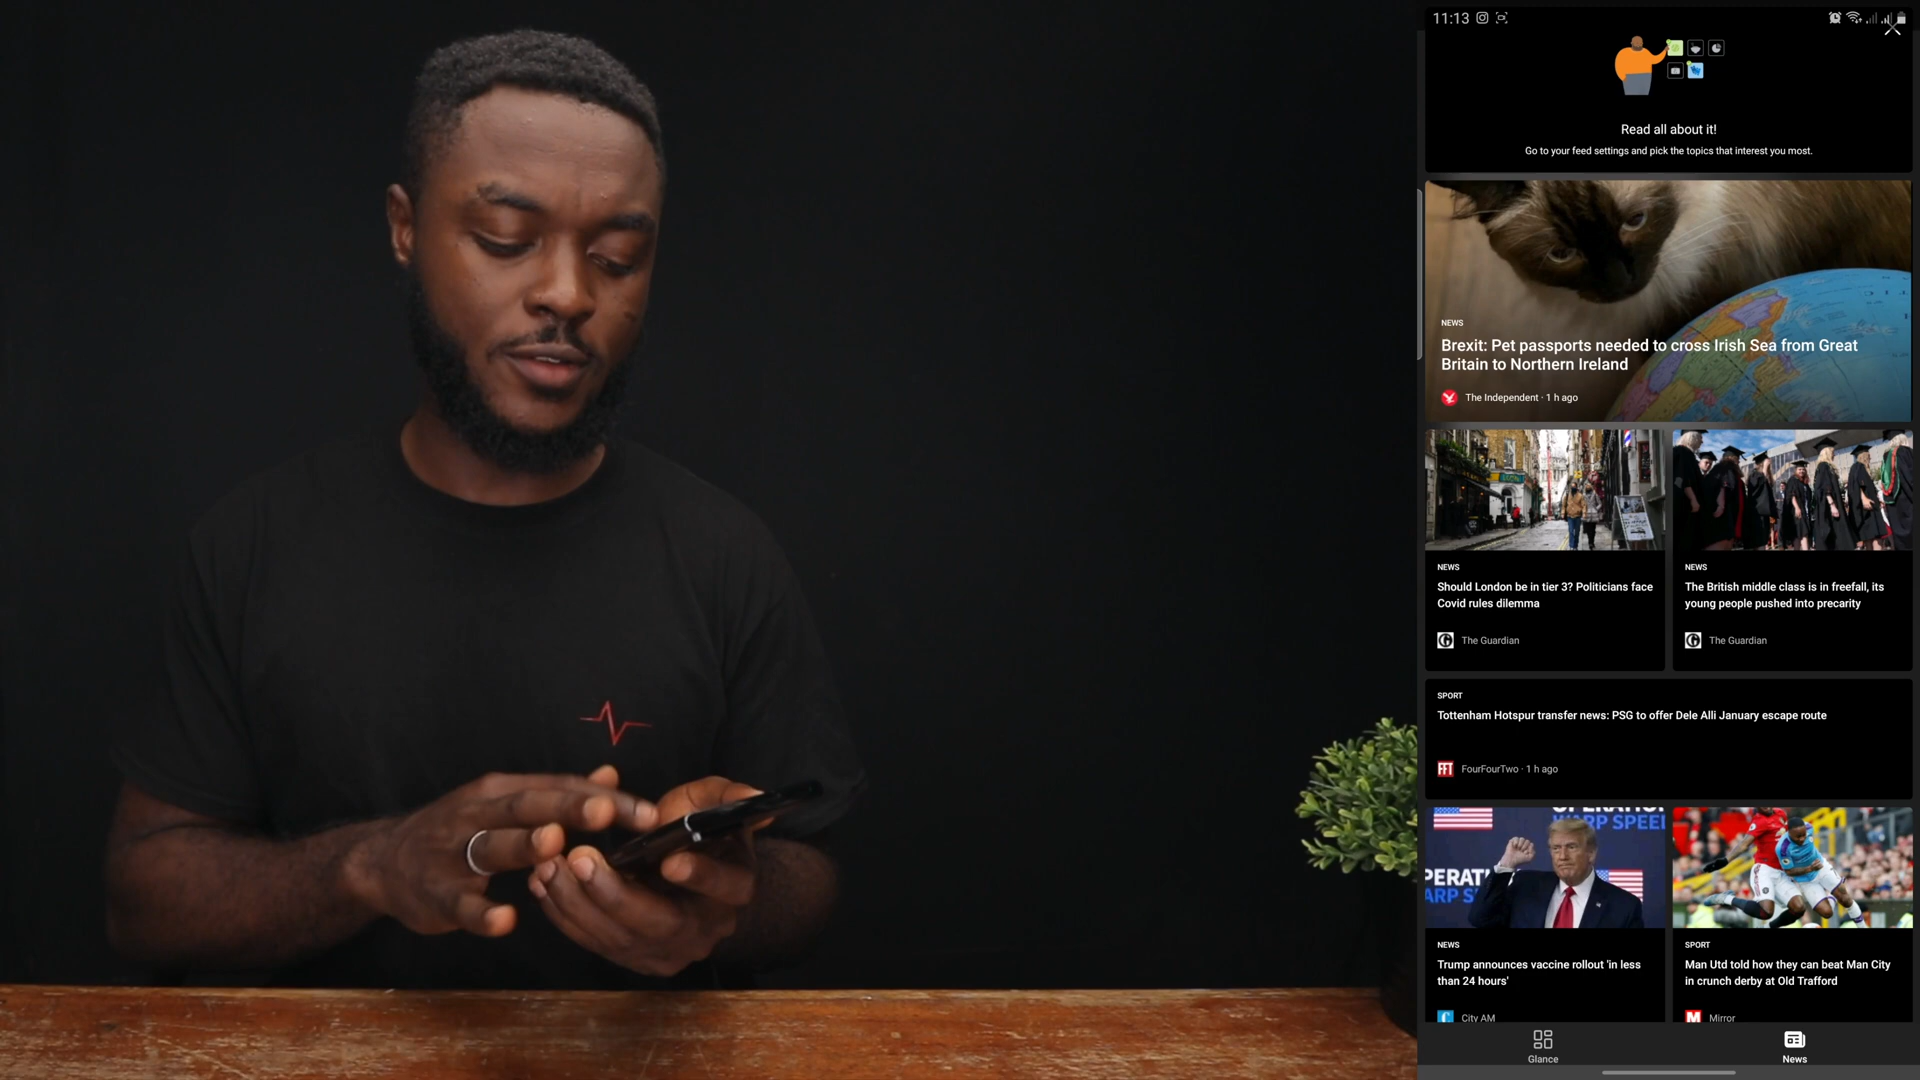 11:13
Read all about it!
Go to your feed settings and pick the topics that interest you most.
NEWS
Brexit: Pet passports needed to cross Irish Sea from Great
Britain to Northern Ireland
The Independent · 1 h ago
NEWS
Should London be in tier 3? Politicians face
Covid rules dilemma
The Guardian
NEWS
The British middle class is in freefall, its
young people pushed into precarity
The Guardian
SPORT
Tottenham Hotspur transfer news: PSG to offer Dele Alli January escape route
FFT
FourFourTwo · 1 h ago
OPERATION
WARP SPEED
NEWS
Trump announces vaccine rollout 'in less
than 24 hours'
City AM
SPORT
Man Utd told how they can beat Man City
in crunch derby at Old Trafford
M
Mirror
Glance
News